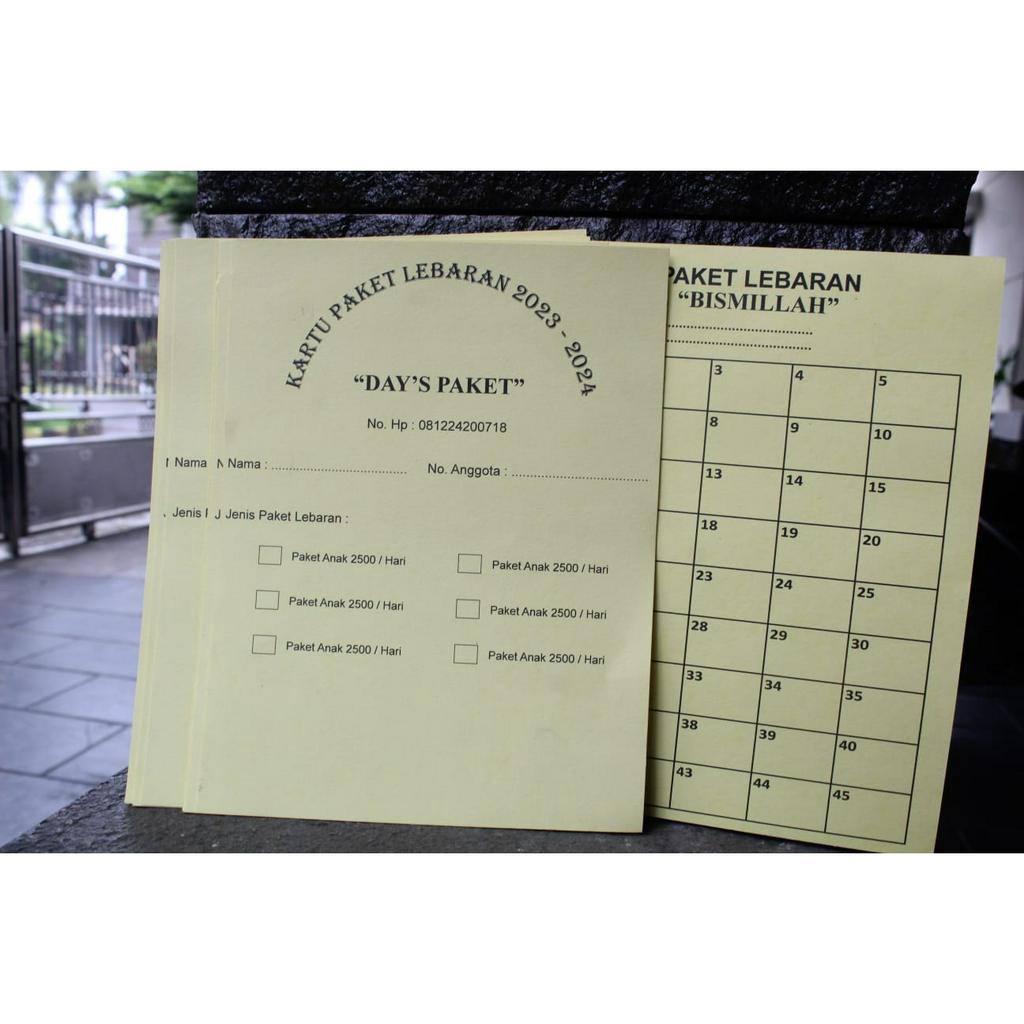 KARTU PAKET LEBARAN 2023 - 2024
“DAY’S PAKET”
No. Hp : 081224200718
Nama
Nama : ........................................ No. Anggota : ........................................
Jenis
Jenis Paket Lebaran :
Paket Anak 2500 / Hari Paket Anak 2500 / Hari
Paket Anak 2500 / Hari Paket Anak 2500 / Hari
Paket Anak 2500 / Hari Paket Anak 2500 / Hari
PAKET LEBARAN
“BISMILLAH”
3 4 5
8 9 10
13 14 15
18 19 20
23 24 25
28 29 30
33 34 35
38 39 40
43 44 45